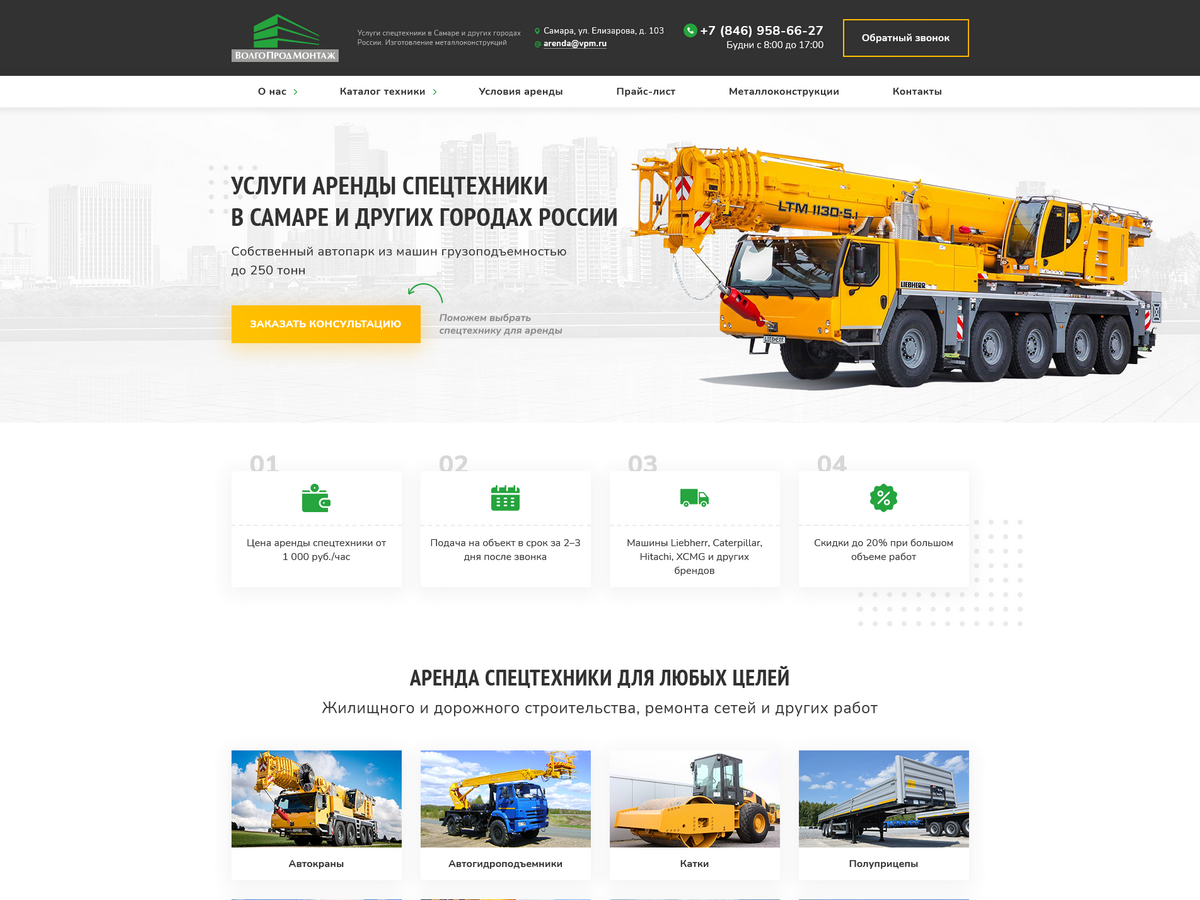 ВОЛГОПРОДМОНТАЖ
Услуги спецтехники в Самаре и других городах
России. Изготовление металлоконструкций
Самара, ул. Елизарова, д. 103
arenda@vpm.ru
+7 (846) 958-66-27
Будни с 8:00 до 17:00
Обратный звонок
О нас
Каталог техники
Условия аренды
Прайс-лист
Металлоконструкции
Контакты
УСЛУГИ АРЕНДЫ СПЕЦТЕХНИКИ
В САМАРЕ И ДРУГИХ ГОРОДАХ РОССИИ
Собственный автопарк из машин грузоподъемностью
до 250 тонн
ЗАКАЗАТЬ КОНСУЛЬТАЦИЮ
Поможем выбрать
спецтехнику для аренды
LTM 1130-5.1
LIEBHERR
LIEBHERR
01
Цена аренды спецтехники от
1 000 руб./час
02
Подача на объект в срок за 2–3
дня после звонка
03
Машины Liebherr, Caterpillar,
Hitachi, XCMG и других
брендов
04
Скидки до 20% при большом
объеме работ
АРЕНДА СПЕЦТЕХНИКИ ДЛЯ ЛЮБЫХ ЦЕЛЕЙ
Жилищного и дорожного строительства, ремонта сетей и других работ
Автокраны
Автогидроподъемники
Катки
Полуприцепы